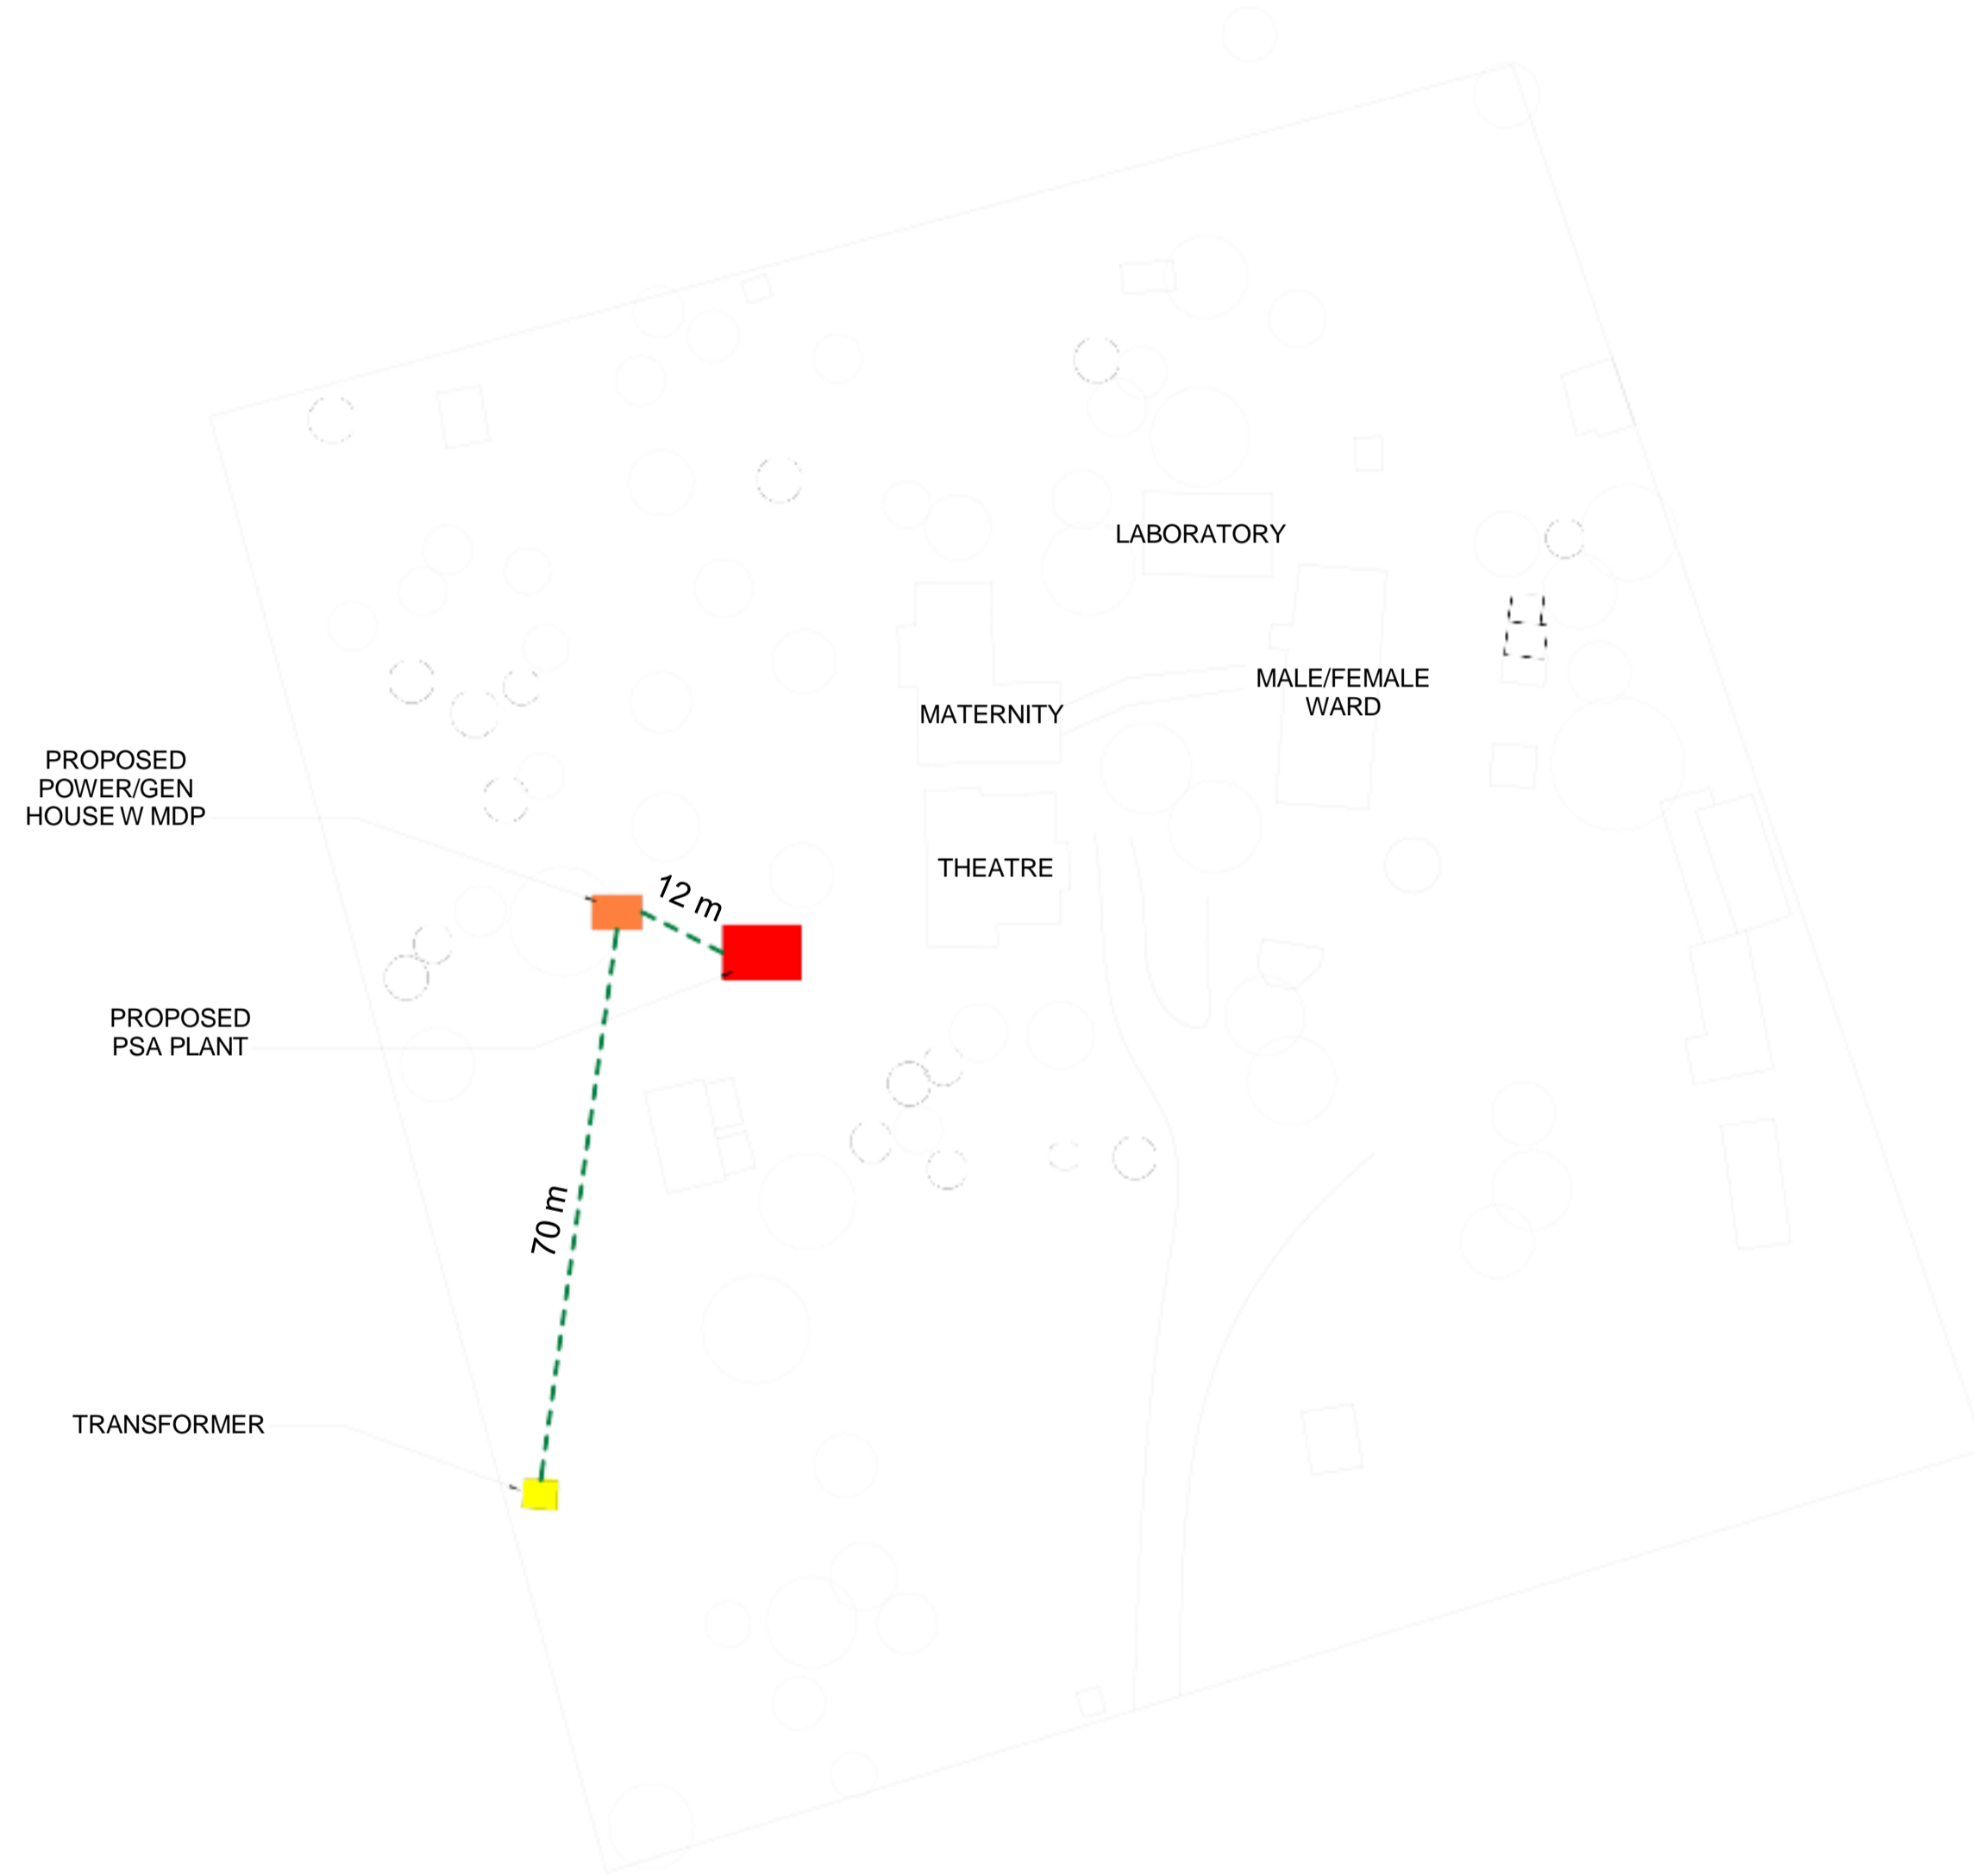 LABORATORY
MALE/FEMALE
WARD
MATERNITY
PROPOSED
POWER/GEN
HOUSE W MDP
THEATRE
12 m
PROPOSED
PSA PLANT
70 m
TRANSFORMER